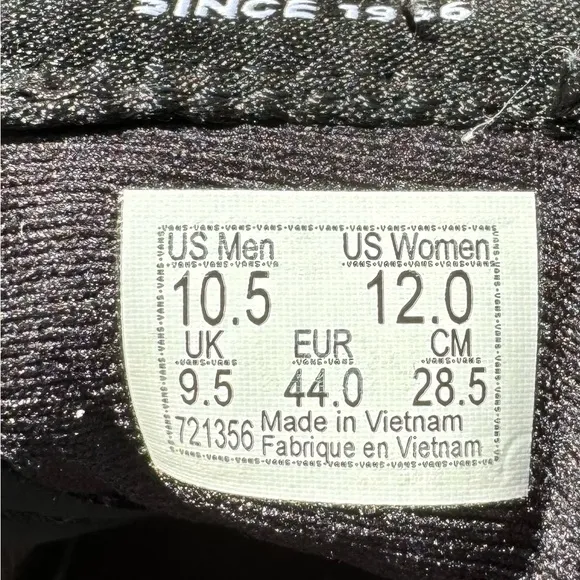 SINCE 1966
US Men US Women
10.5 12.0
UK EUR CM
9.5 44.0 28.5
721356 Made in Vietnam
Fabrique en Vietnam